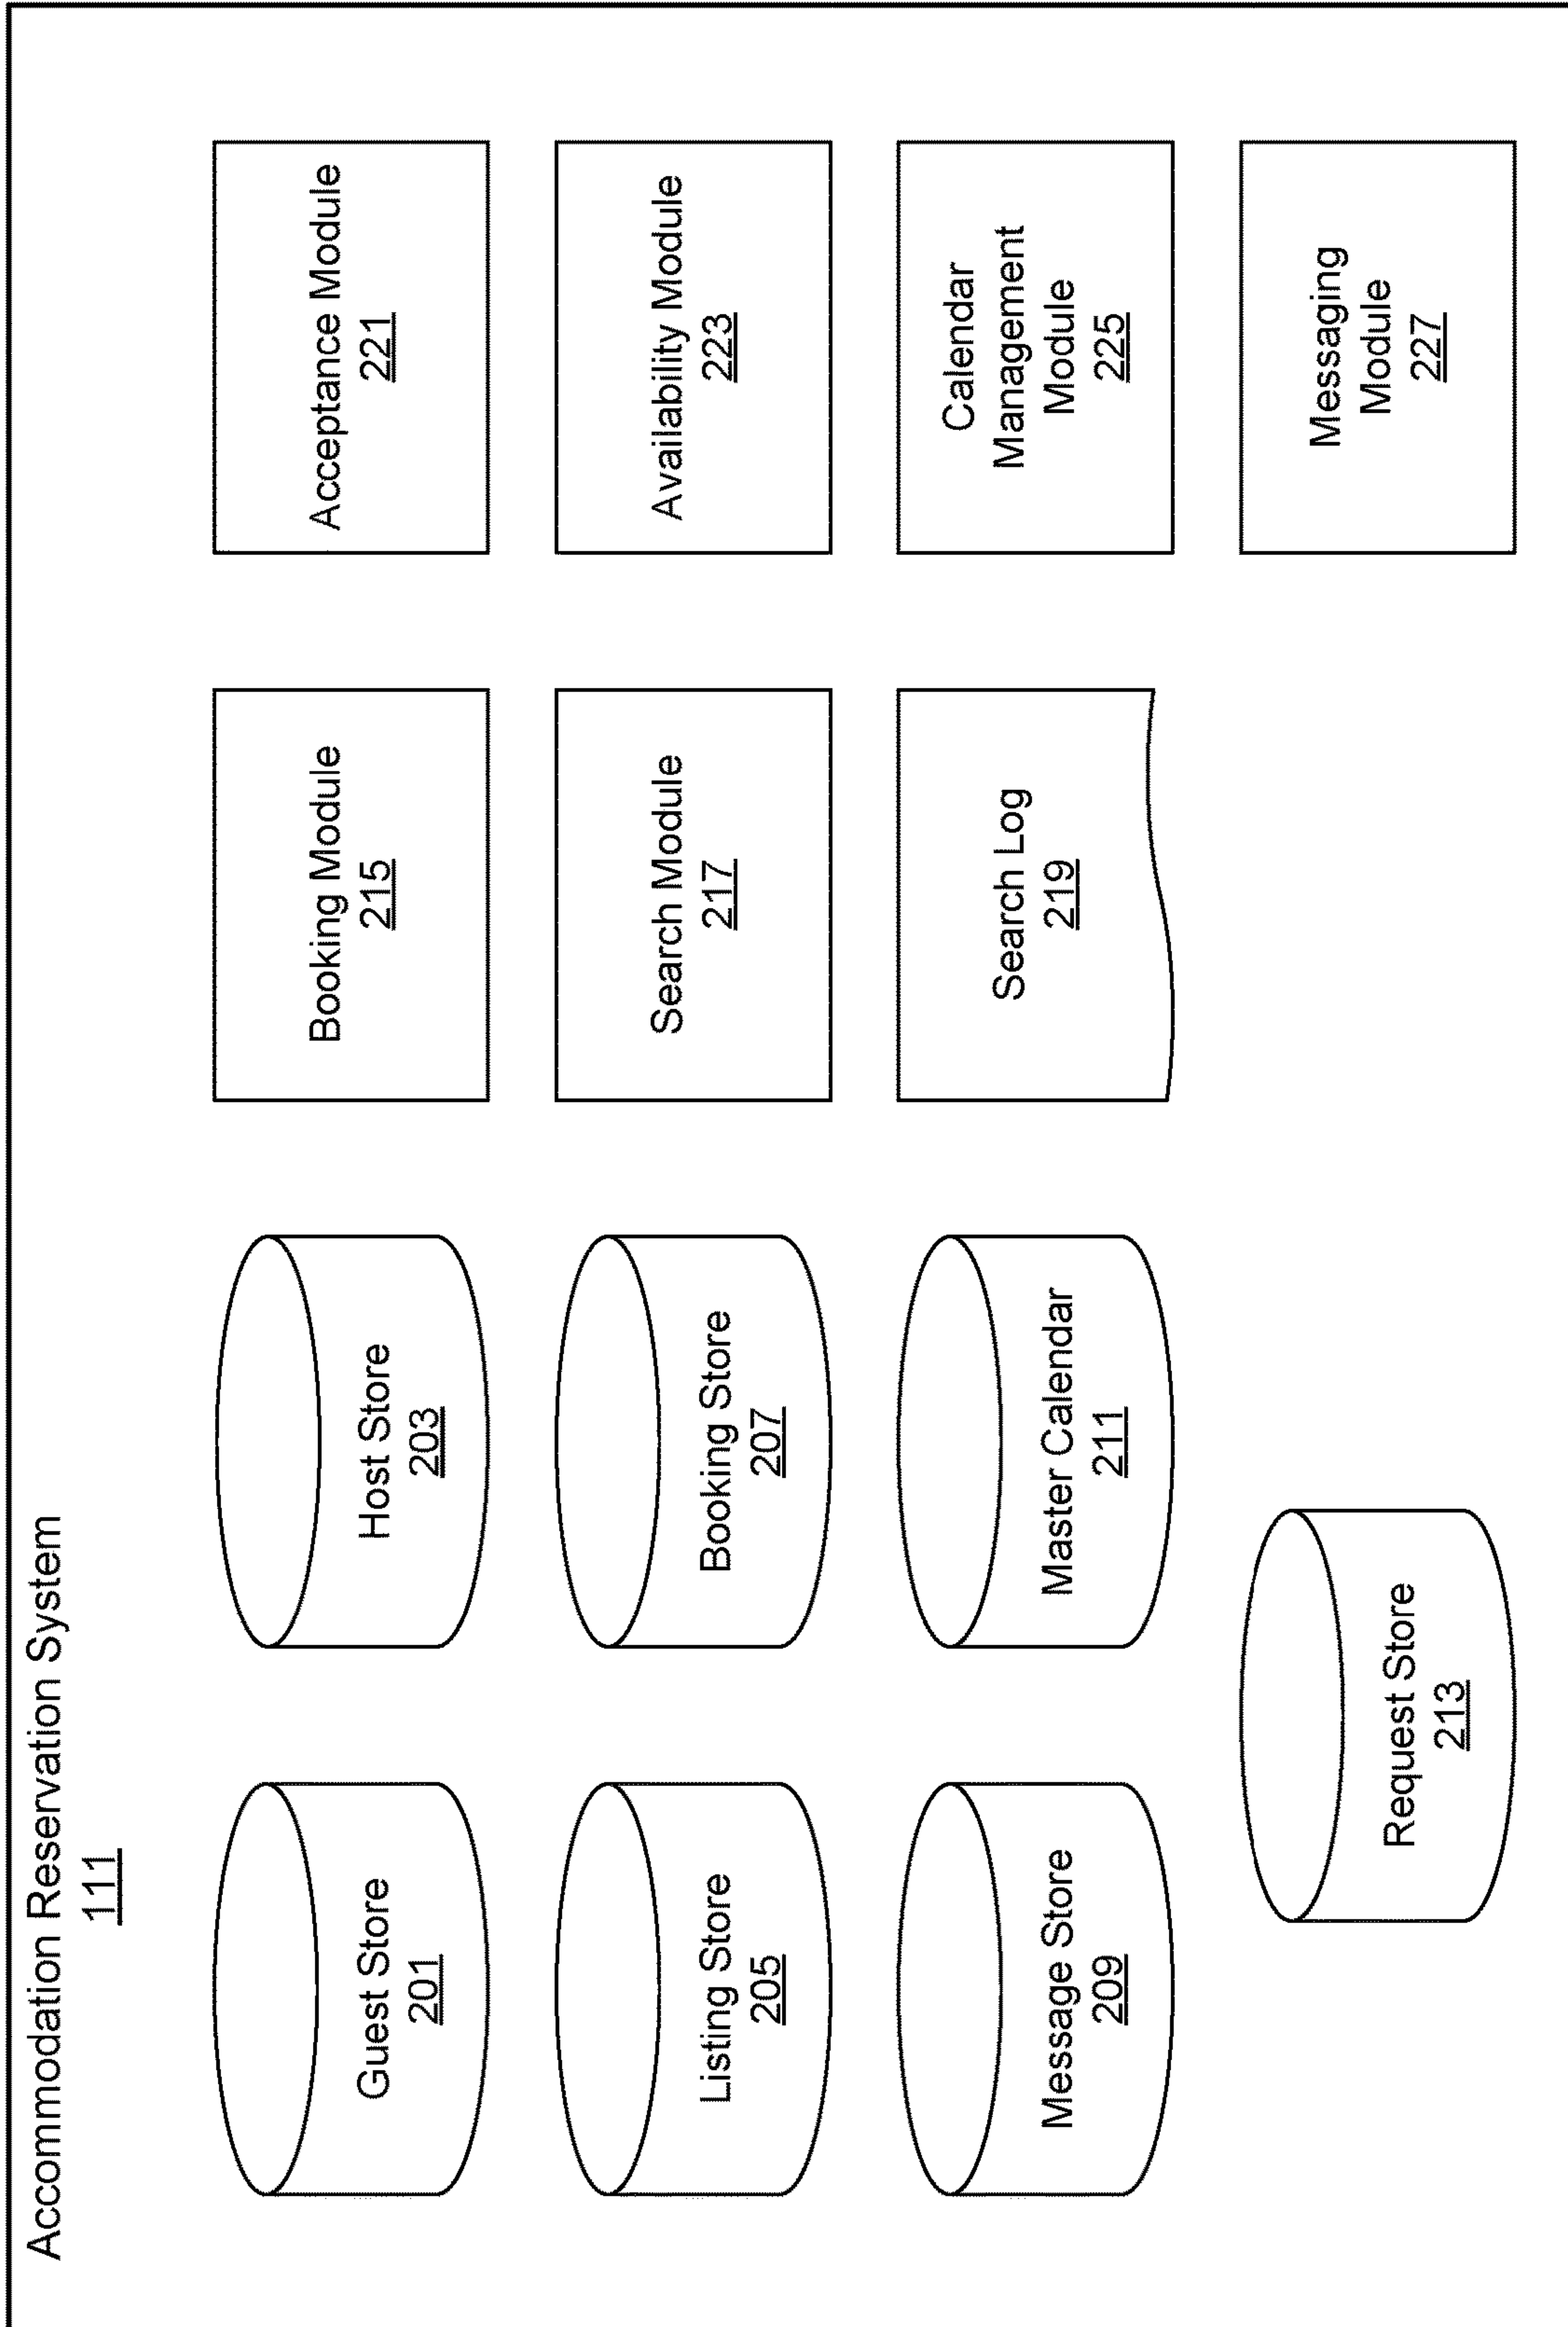 Accommodation Reservation System
111
Guest Store
201
Host Store
203
Booking Module
215
Acceptance Module
221
Listing Store
205
Booking Store
207
Search Module
217
Availability Module
223
Message Store
209
Master Calendar
211
Search Log
219
Calendar
Management
Module
225
Request Store
213
Messaging
Module
227